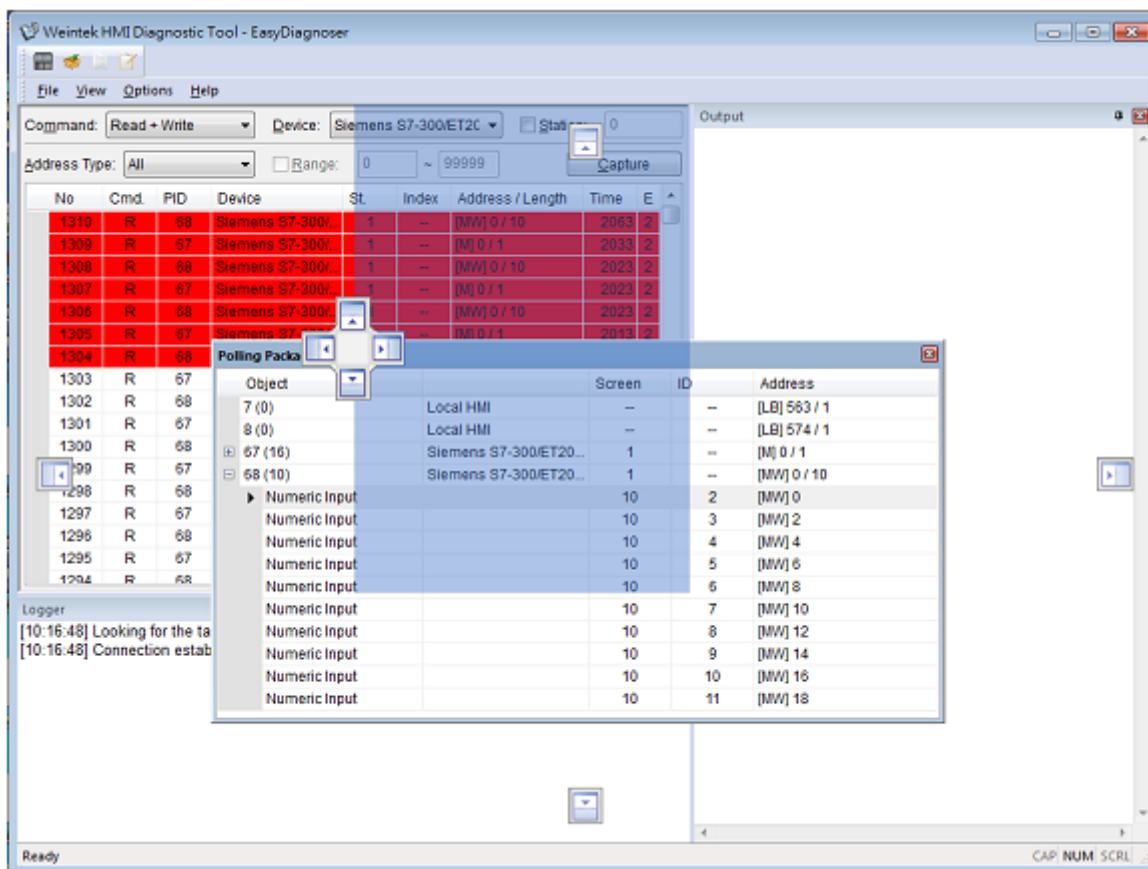 Weintek HMI Diagnostic Tool - EasyDiagnoser
File View Options Help
Command: Read + Write Device: Siemens S7-300/ET20 Station: 0
Address Type: All Range: 0 ~ 99999 Capture
No Cmd. PID Device St. Index Address / Length Time E
1310 R 68 Siemens S7-300/... 1 -- [MW] 0 / 10 2063 2
1309 R 67 Siemens S7-300/... 1 -- [M] 0 / 1 2033 2
1308 R 68 Siemens S7-300/... 1 -- [MW] 0 / 10 2023 2
1307 R 67 Siemens S7-300/... 1 -- [M] 0 / 1 2023 2
1306 R 68 Siemens S7-300/... -- [MW] 0 / 10 2023 2
1305 R 67 Siemens -- [M] 0 / 1 2013 2
1304 R 68
1303 R 67
1302 R 68
1301 R 67
1300 R 68
R 67
1298 R 68
1297 R 67
1296 R 68
1295 R 67
1294 R 68
Polling
Object Screen ID Address
7 (0) Local HMI -- -- [LB] 563 / 1
8 (0) Local HMI -- -- [LB] 574 / 1
67 (16) Siemens S7-300/ET20... 1 -- [M] 0 / 1
68 (10) Siemens S7-300/ET20... 1 -- [MW] 0 / 10
Numeric Input 10 2 [MW] 0
Numeric Input 10 3 [MW] 2
Numeric Input 10 4 [MW] 4
Numeric Input 10 5 [MW] 6
Numeric Input 10 6 [MW] 8
Numeric Input 10 7 [MW] 10
Numeric Input 10 8 [MW] 12
Numeric Input 10 9 [MW] 14
Numeric Input 10 10 [MW] 16
Numeric Input 10 11 [MW] 18
Logger
[10:16:48] Looking for the ta
[10:16:48] Connection estab
Output
Ready
CAP NUM SCRL